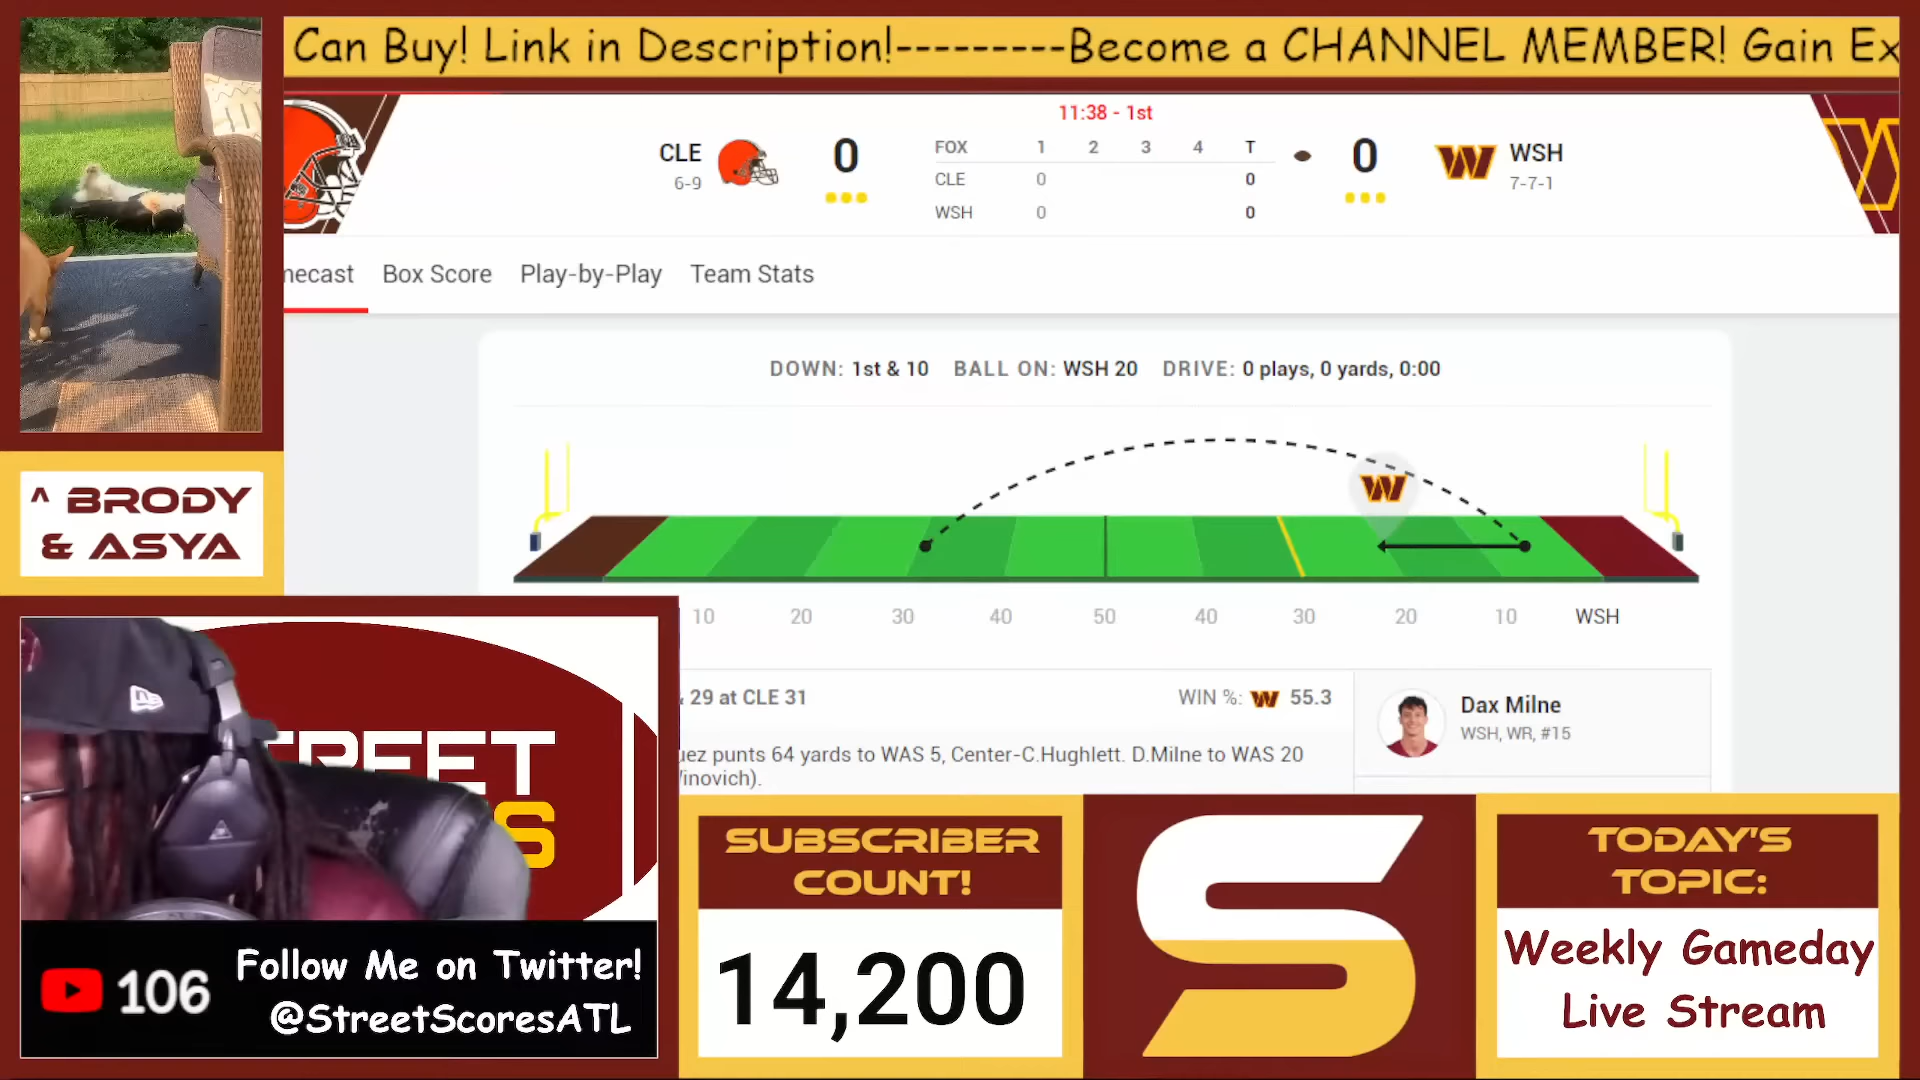 Can Buy! Link in Description!---------Become a CHANNEL MEMBER! Gain Ex
11:38 - 1st
CLE
6-9
0
FOX 1 2 3 4 T
CLE 0 0
WSH 0 0
0
WSH
7-7-1
necast Box Score Play-by-Play Team Stats
DOWN: 1st & 10 BALL ON: WSH 20 DRIVE: 0 plays, 0 yards, 0:00
10 20 30 40 50 40 30 20 10 WSH
29 at CLE 31
WIN %: 55.3
uez punts 64 yards to WAS 5, Center-C.Hughlett. D.Milne to WAS 20
Winovich).
Dax Milne
WSH, WR, #15
^ BRODY
& ASYA
TREET
S
106
Follow Me on Twitter!
@StreetScoresATL
SUBSCRIBER
COUNT!
14,200
S
TODAY'S
TOPIC:
Weekly Gameday
Live Stream